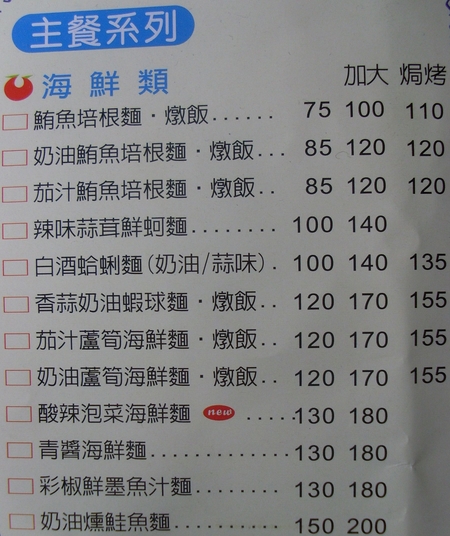 主餐系列
海鮮類 加大 焗烤
鮪魚培根麵·燉飯...... 75 100 110
奶油鮪魚培根麵·燉飯... 85 120 120
茄汁鮪魚培根麵·燉飯... 85 120 120
辣味蒜茸鮮蚵麵........ 100 140
白酒蛤蜊麵(奶油/蒜味). 100 140 135
香蒜奶油蝦球麵·燉飯.. 120 170 155
茄汁蘆筍海鮮麵·燉飯.. 120 170 155
奶油蘆筍海鮮麵·燉飯.. 120 170 155
酸辣泡菜海鮮麵 new .....130 180
青醬海鮮麵............130 180
彩椒鮮墨魚汁麵........ 130 180
奶油燻鮭魚麵.......... 150 200